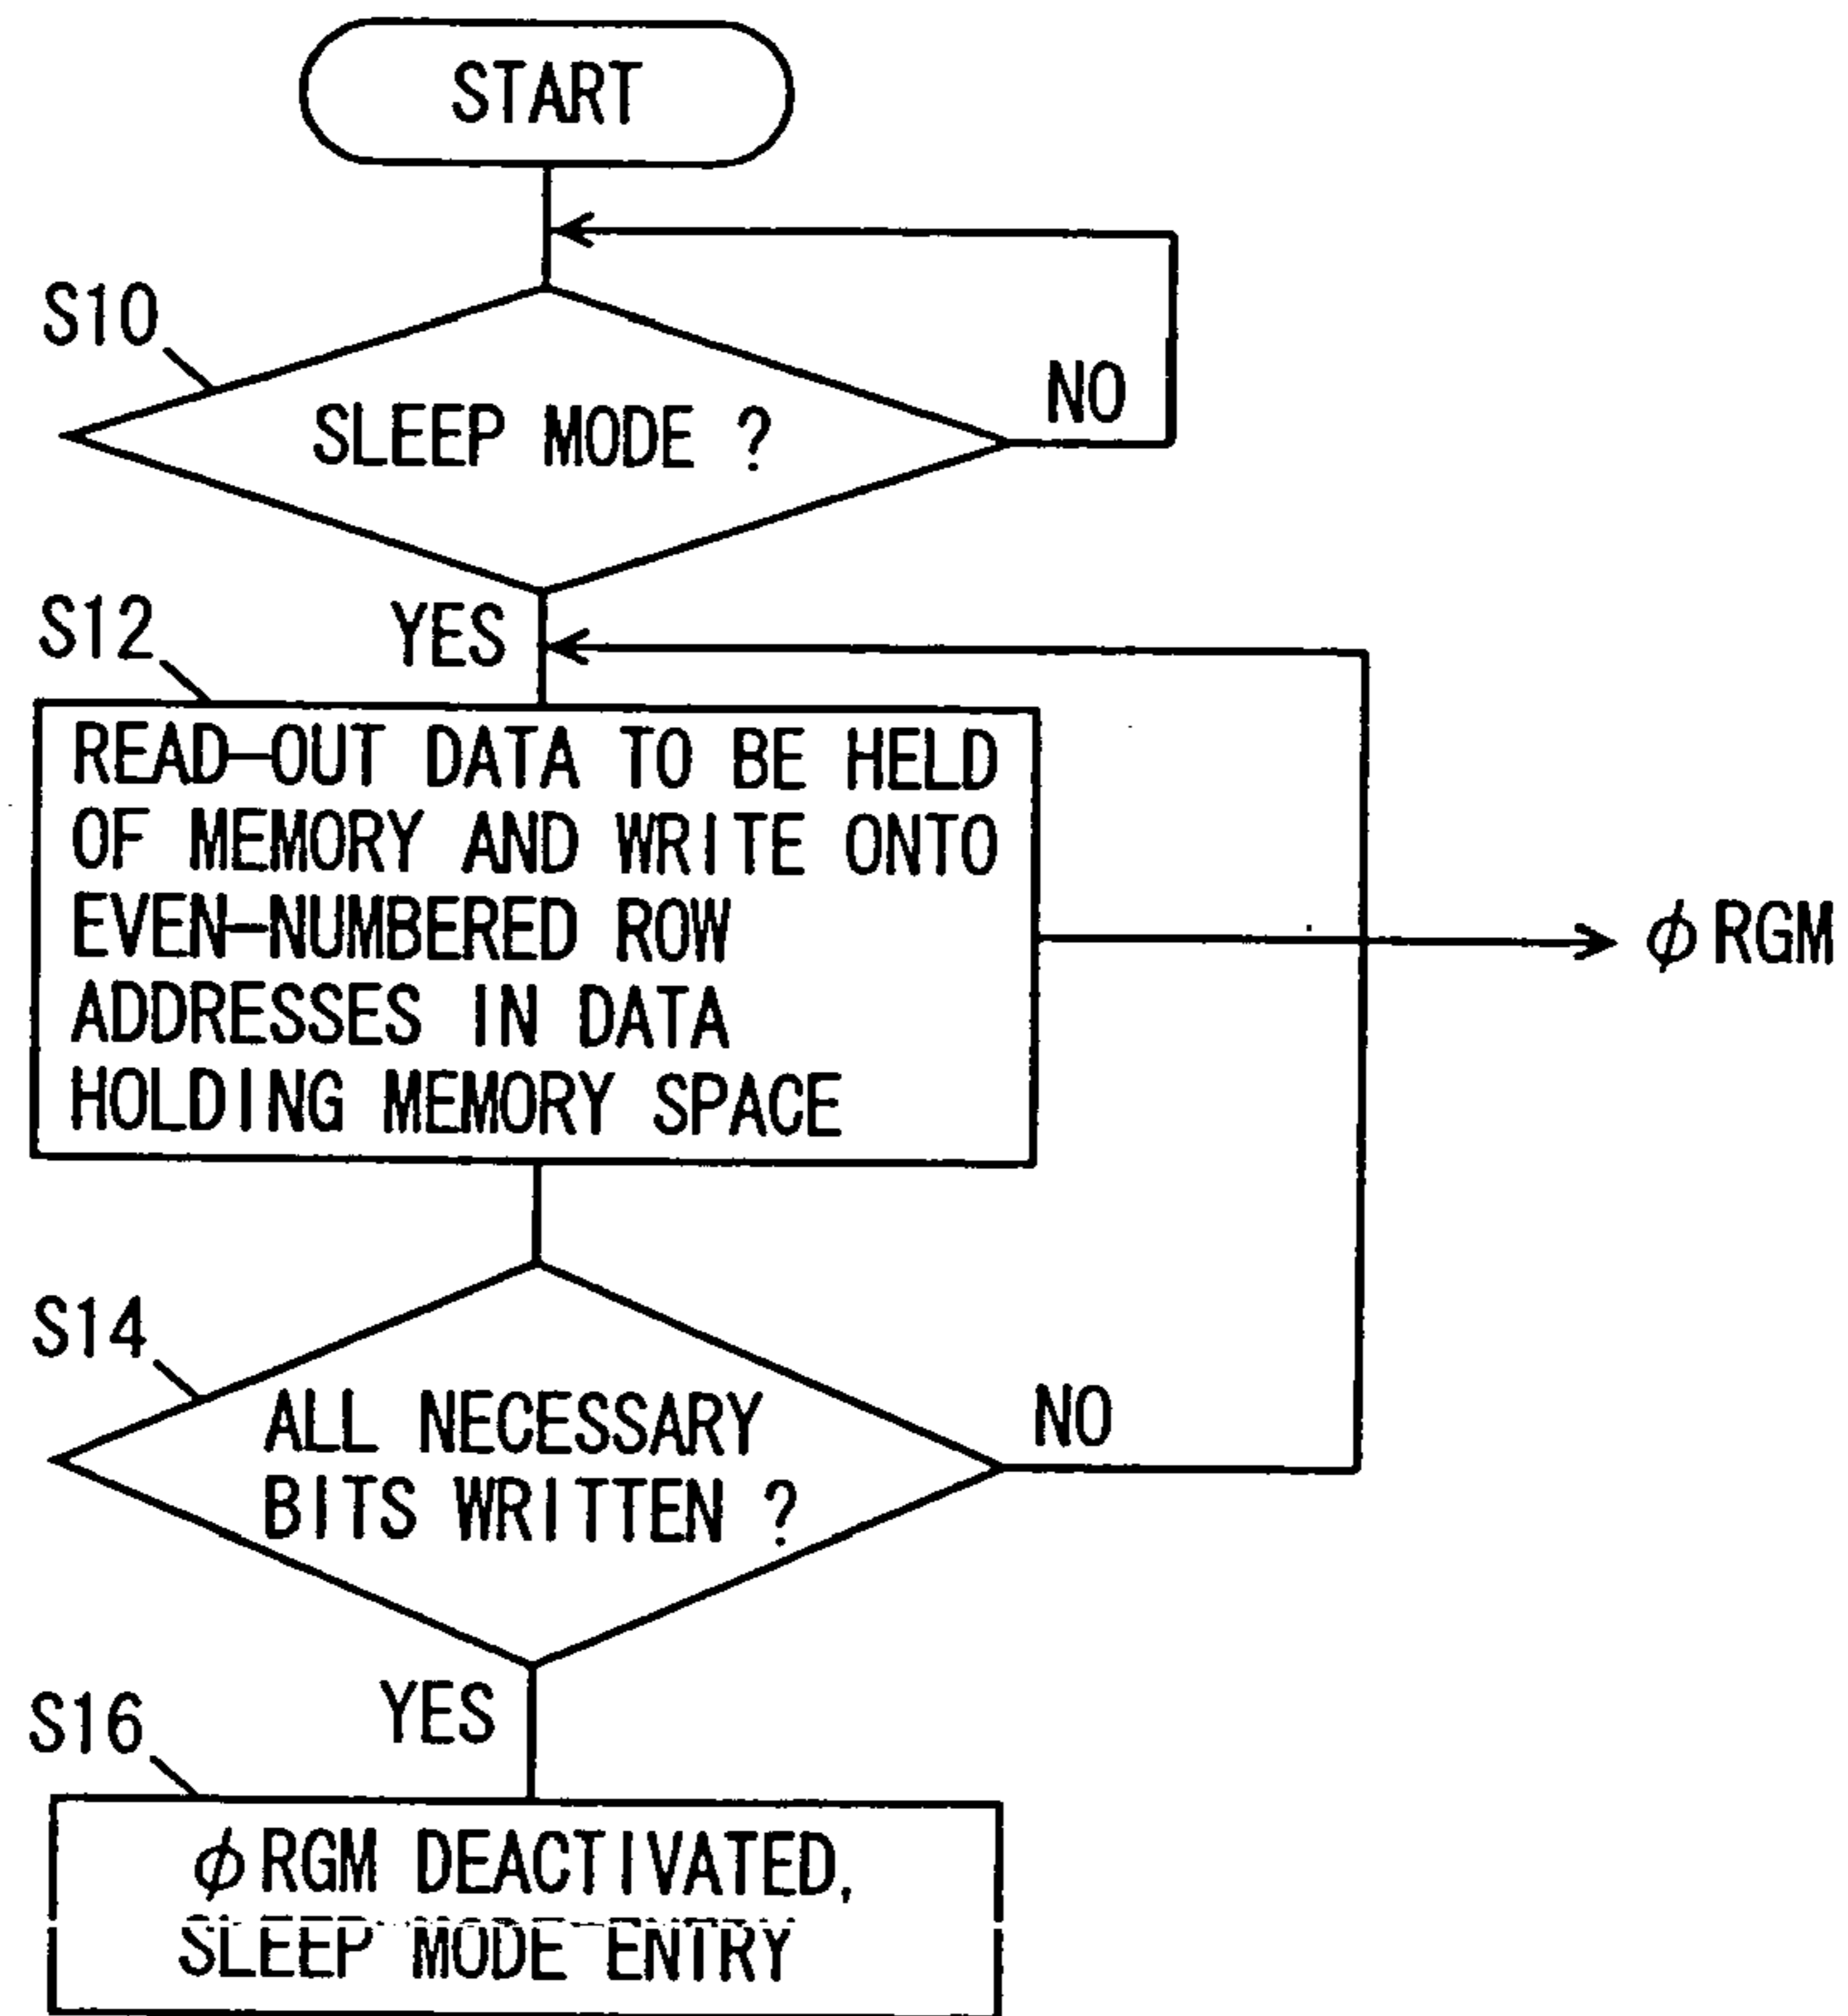 START
S10
SLEEP MODE ?
NO
YES
S12
READ-OUT DATA TO BE HELD
OF MEMORY AND WRITE ONTO
EVEN-NUMBERED ROW
ADDRESSES IN DATA
HOLDING MEMORY SPACE
ϕRGM
S14
ALL NECESSARY
BITS WRITTEN ?
NO
YES
S16
ϕRGM DEACTIVATED,
SLEEP MODE ENTRY